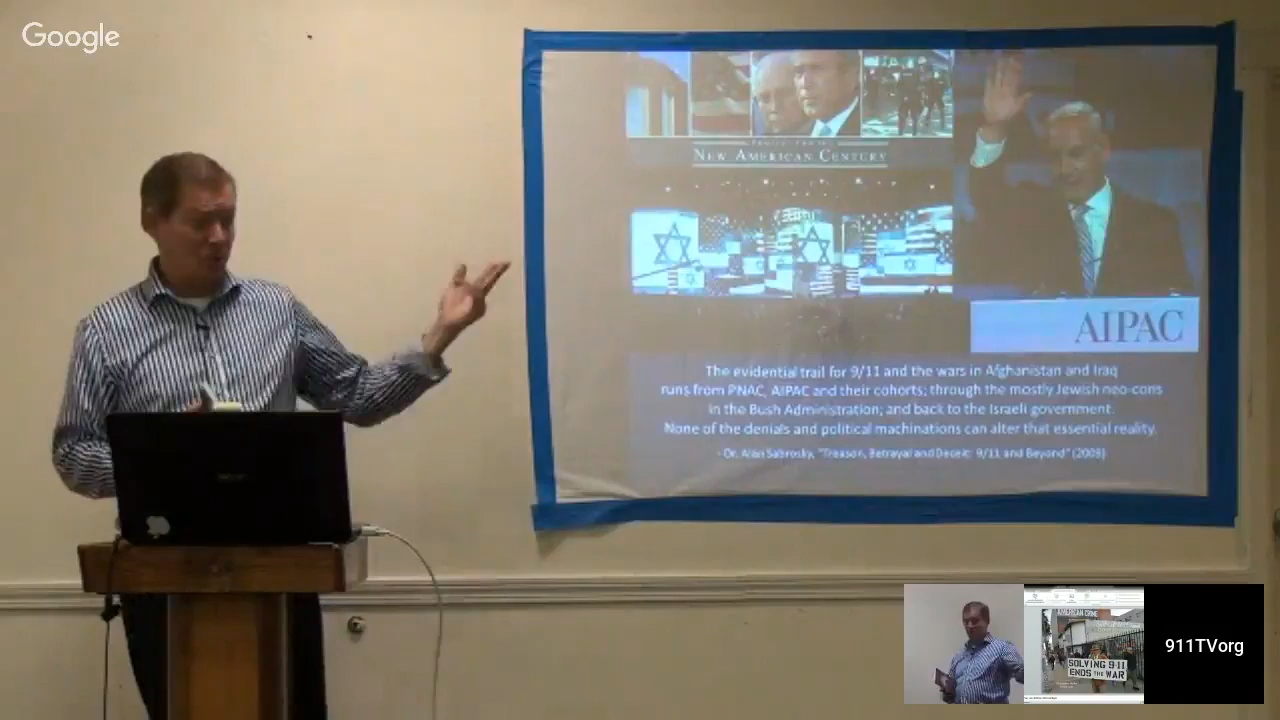 Google
NEW AMERICAN CENTURY
AIPAC
The evidential trail for 9/11 and the wars in Afghanistan and Iraq
runs from PNAC, AIPAC and their cohorts; through the mostly Jewish neo-cons
in the Bush Administration; and back to the Israeli government.
None of the denials and political machinations can alter that essential reality.
- Dr. Alan Sabrosky, "Treason, Betrayal and Deceit: 9/11 and Beyond" (2009)
AMERICAN CRIME
SOLVING 9-11
ENDS THE WAR
911TVorg